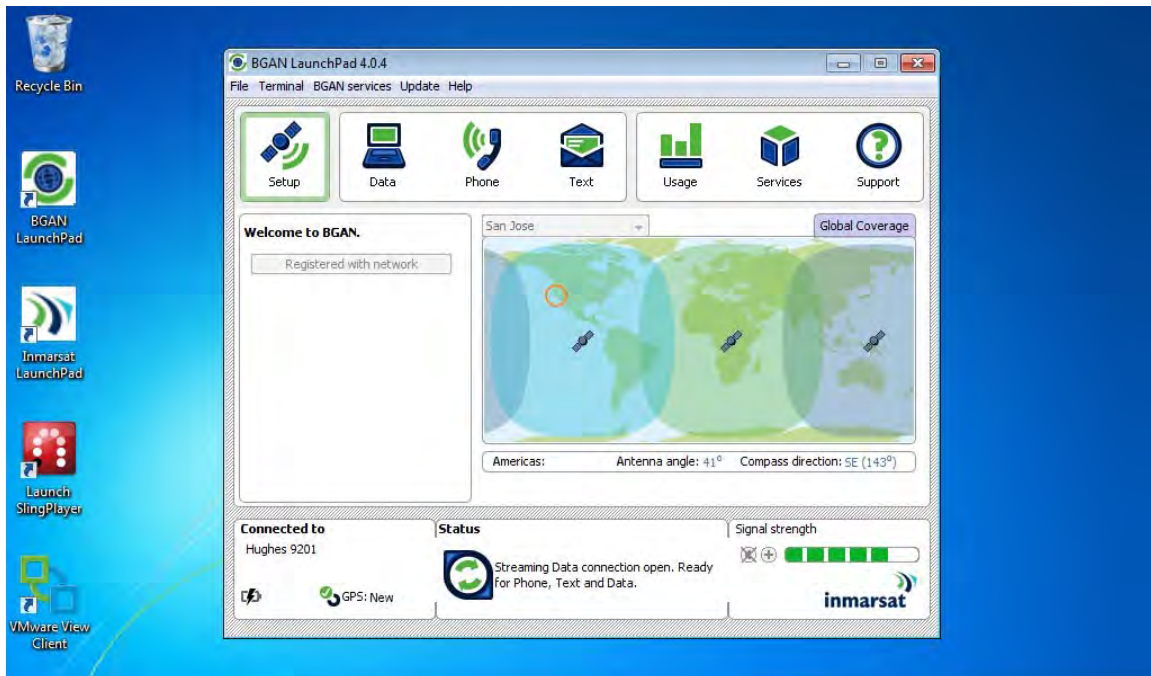 Recycle Bin
BGAN
LaunchPad
Inmarsat
LaunchPad
Launch
SlingPlayer
VMware View
Client
BGAN LaunchPad 4.0.4
File Terminal BGAN services Update Help
Setup Data Phone Text Usage Services Support
Welcome to BGAN.
Registered with network
San Jose
Global Coverage
Americas: Antenna angle: 41° Compass direction: SE (143°)
Connected to
Hughes 9201
GPS: New
Status
Streaming Data connection open. Ready
for Phone, Text and Data.
Signal strength
inmarsat